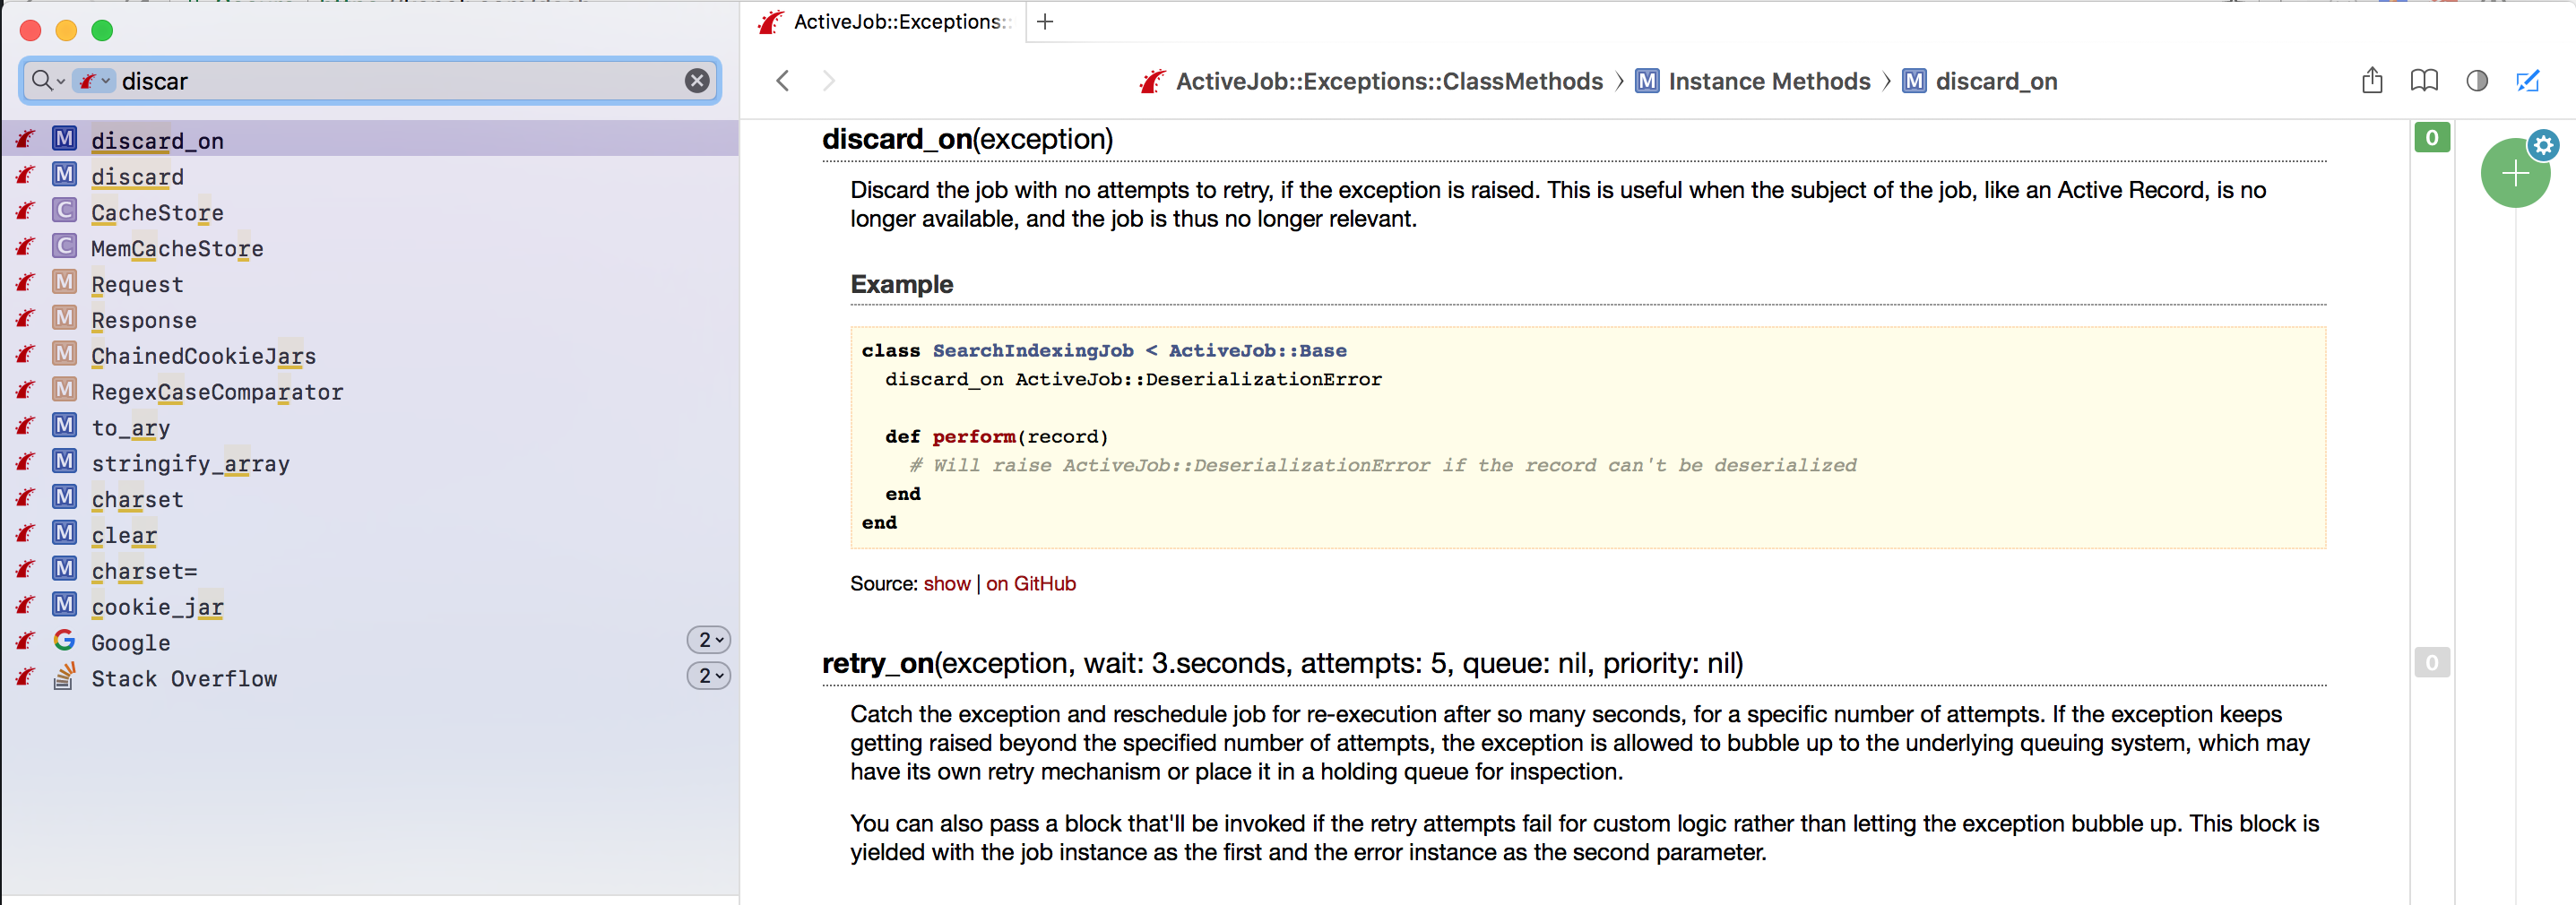 ActiveJob::Exceptions::
discar
ActiveJob::Exceptions::ClassMethods
M Instance Methods
M discard_on
M discard_on
M discard
C CacheStore
C MemCacheStore
M Request
M Response
M ChainedCookieJars
M RegexCaseComparator
M to_ary
M stringify_array
M charset
M clear
M charset=
M cookie_jar
G Google 2
Stack Overflow 2
discard_on(exception)
0
Discard the job with no attempts to retry, if the exception is raised. This is useful when the subject of the job, like an Active Record, is no
longer available, and the job is thus no longer relevant.
Example
class SearchIndexingJob < ActiveJob::Base
discard_on ActiveJob::DeserializationError
def perform(record)
# Will raise ActiveJob::DeserializationError if the record can't be deserialized
end
end
Source: show | on GitHub
retry_on(exception, wait: 3.seconds, attempts: 5, queue: nil, priority: nil)
0
Catch the exception and reschedule job for re-execution after so many seconds, for a specific number of attempts. If the exception keeps
getting raised beyond the specified number of attempts, the exception is allowed to bubble up to the underlying queuing system, which may
have its own retry mechanism or place it in a holding queue for inspection.
You can also pass a block that'll be invoked if the retry attempts fail for custom logic rather than letting the exception bubble up. This block is
yielded with the job instance as the first and the error instance as the second parameter.